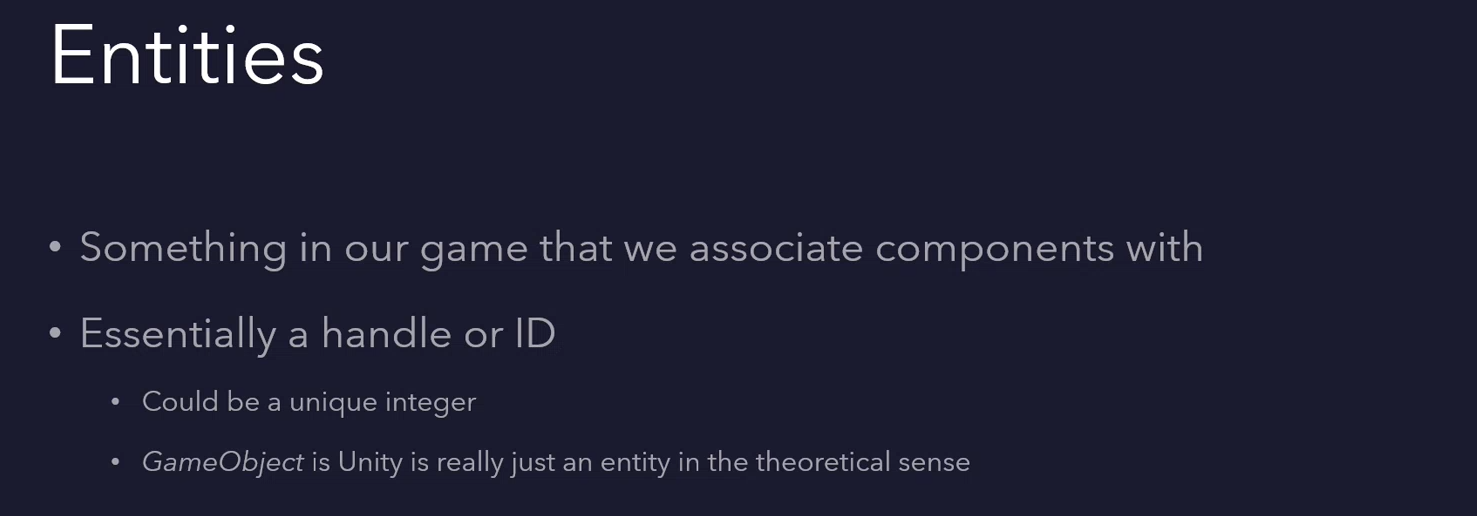 Entities
• Something in our game that we associate components with
• Essentially a handle or ID
• Could be a unique integer
• GameObject is Unity is really just an entity in the theoretical sense